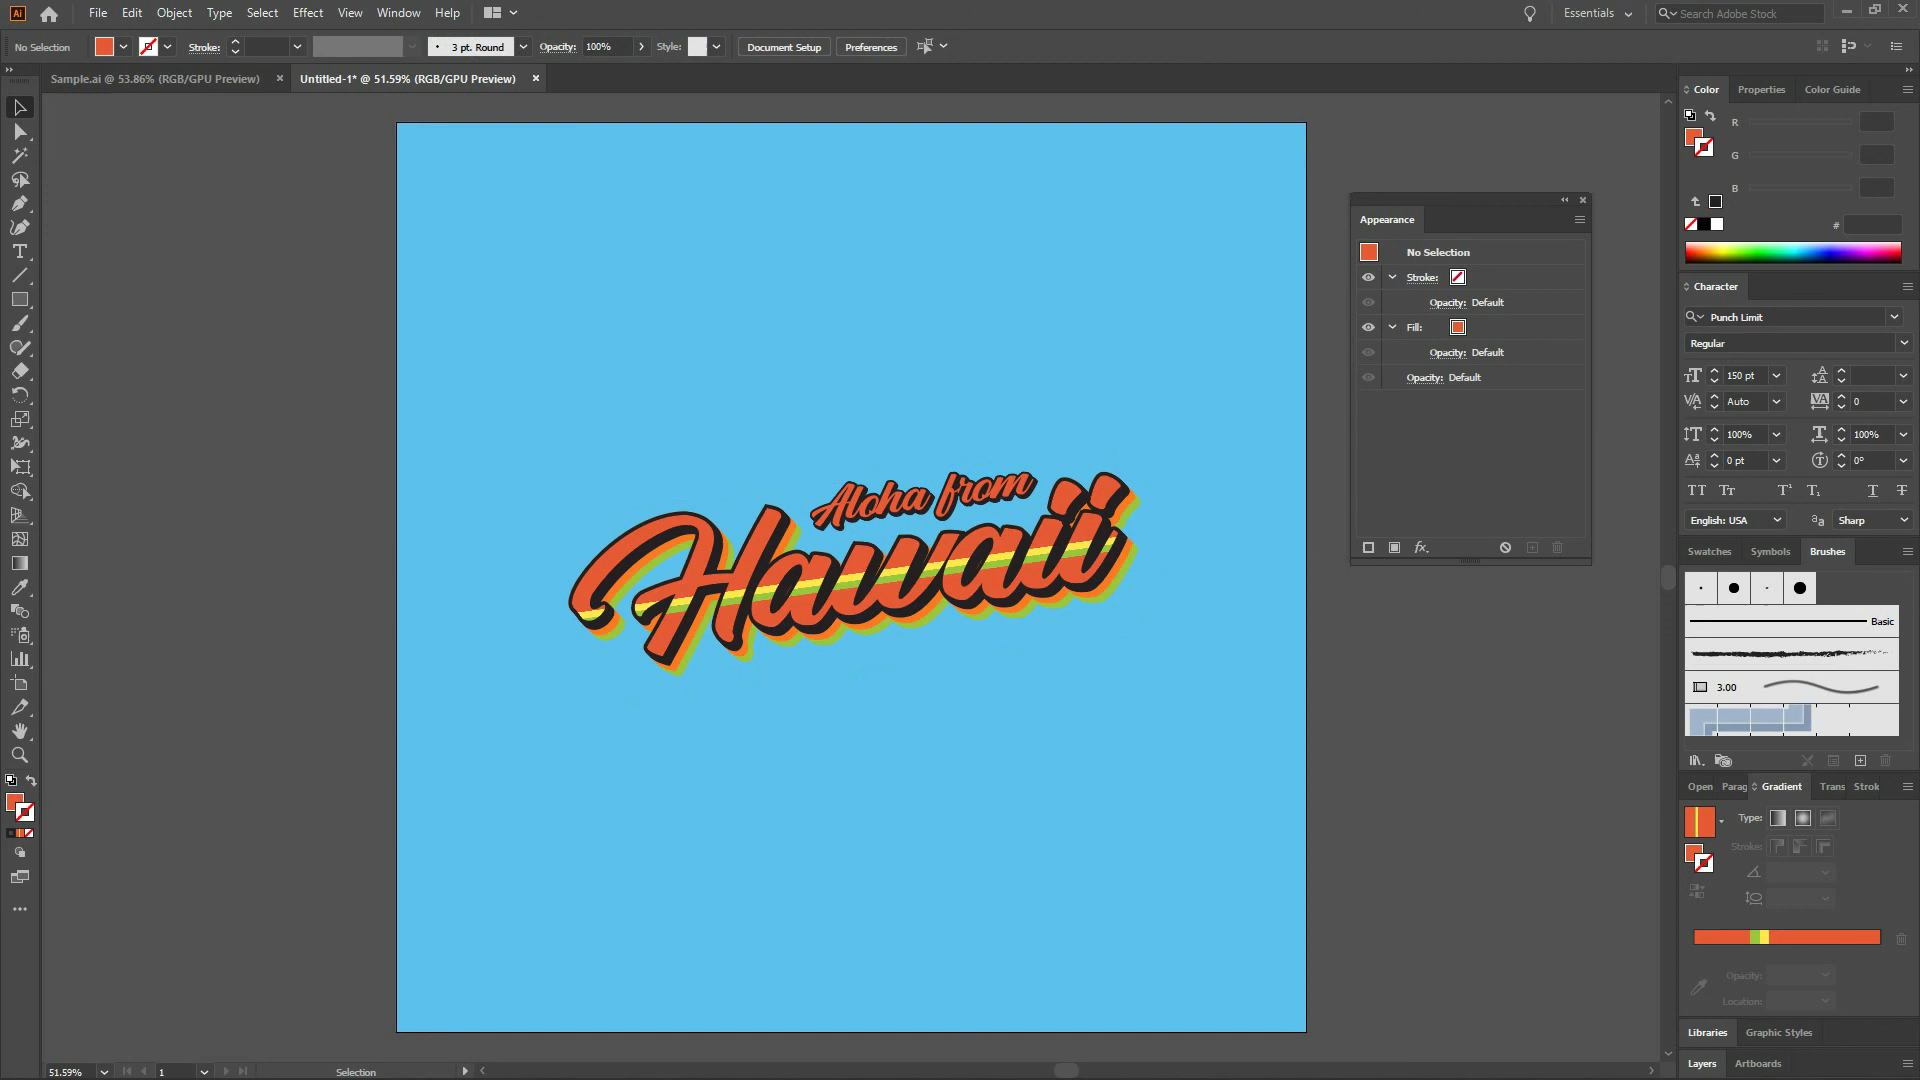 Ai File Edit Object Type Select Effect View Window Help Essentials Search Adobe Stock
No Selection Stroke: 3 pt. Round Opacity: 100% Style: Document Setup Preferences
Sample.ai @ 53.86% (RGB/GPU Preview) × Untitled-1* @ 51.59% (RGB/GPU Preview) ×
Color Properties Color Guide
R
G
B
#
Appearance
No Selection
Stroke:
Opacity: Default
Fill:
Opacity: Default
Opacity: Default
fx
Aloha from
Hawaii
Character
Punch Limit
Regular
150 pt
Auto 0
100% 100%
0 pt 0°
English: USA Sharp
Swatches Symbols Brushes
Basic
3.00
Open Parag Gradient Trans Strok
Type:
Stroke:
Opacity:
Location:
Libraries Graphic Styles
Layers Artboards
51.59% 1 Selection